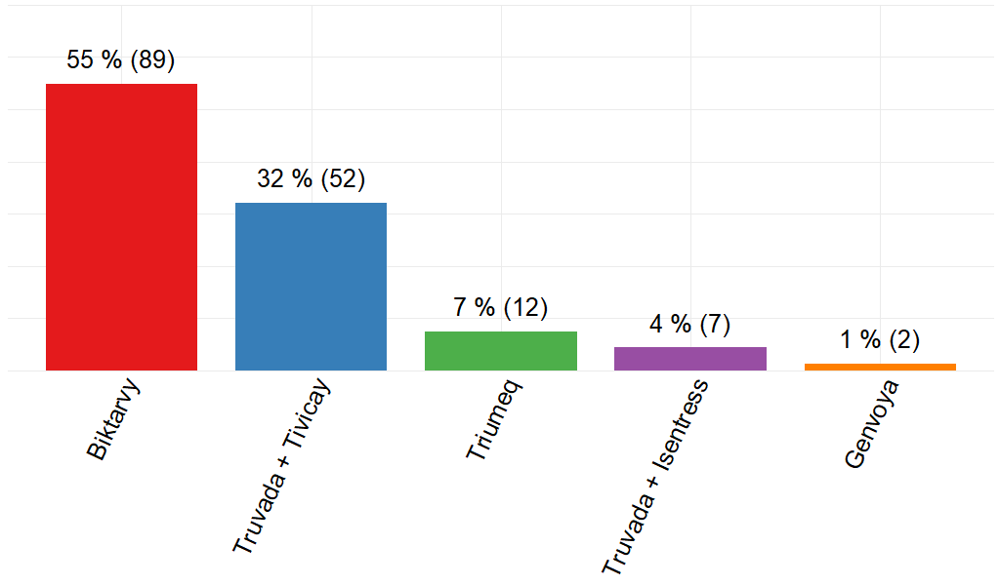 55 % (89)
32 % (52)
7 % (12)
4 % (7)
1 % (2)
Biktarvy
Truvada + Tivicay
Triumeq
Truvada + Isentress
Genvoya